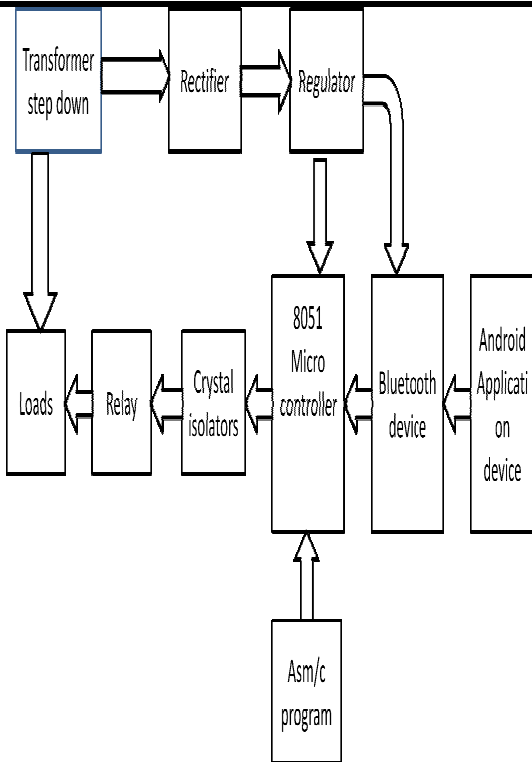 Transformer
step down
Rectifier
Regulator
Loads
Relay
Crystal
isolators
8051
Micro
controller
Bluetooth
device
Android
Applicati
on
device
Asm/c
program